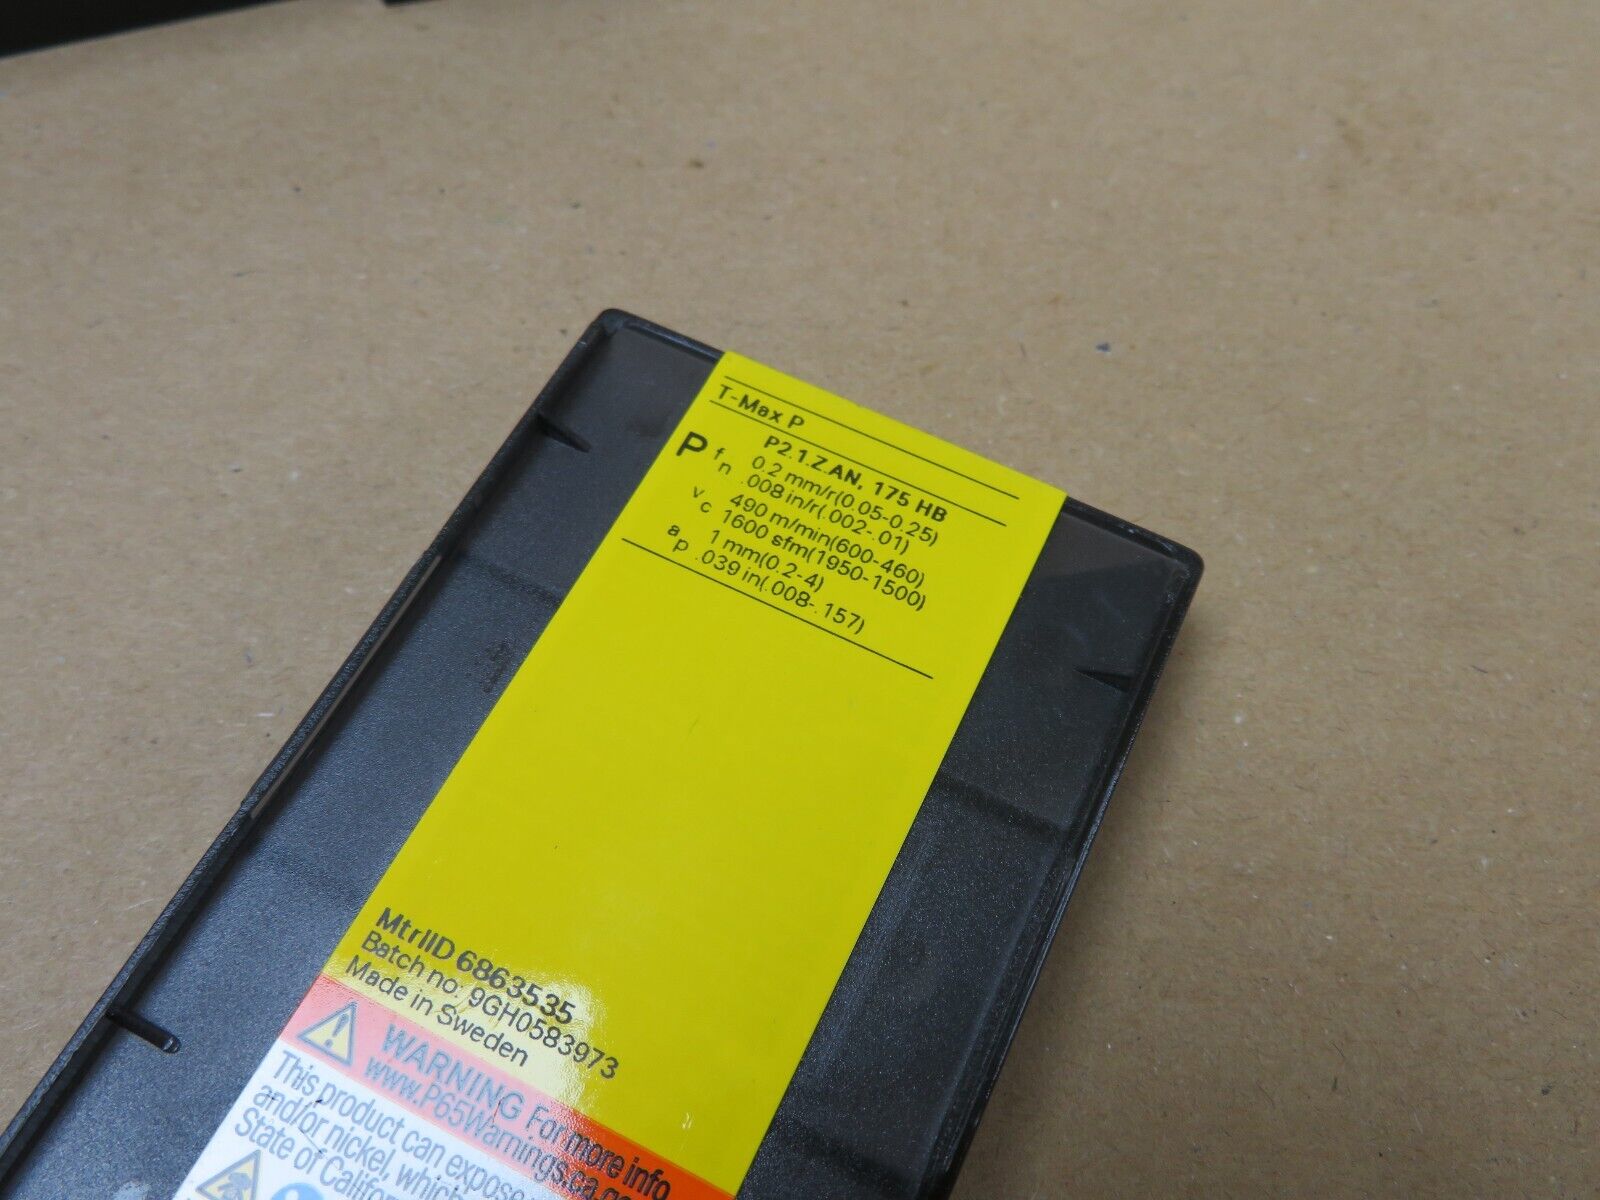 T-Max P
P2.1.Z.AN, 175 HB
P fn 0.2 mm/r(0.05-0.25)
.008 in/r(.002-.01)
vc 490 m/min(600-460)
1600 sfm(1950-1500)
ap 1 mm(0.2-4)
.039 in(.008-.157)
MtrlID 6863535
Batch no: 9GH0583973
Made in Sweden
WARNING For more info
www.P65Warnings.ca.go
This product can expose
and/or nickel, which
State of Califor